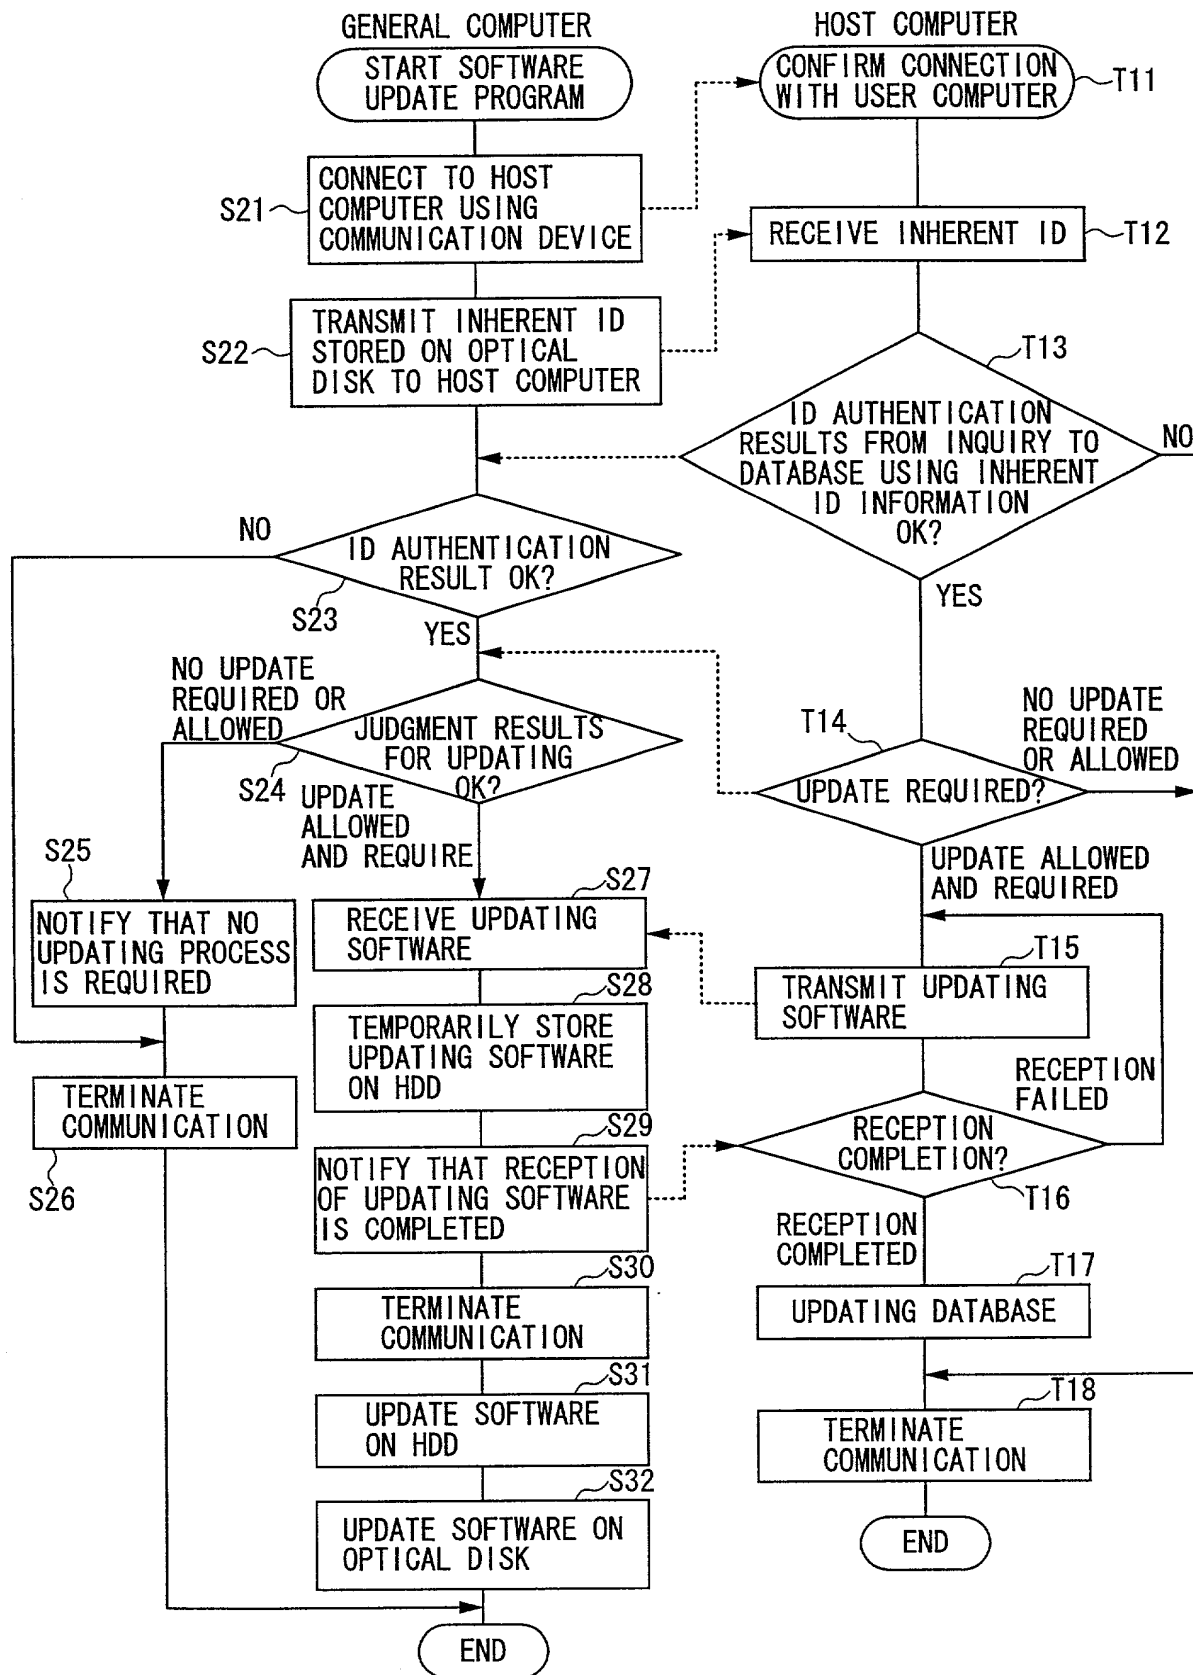 GENERAL COMPUTER
START SOFTWARE
UPDATE PROGRAM
S21
CONNECT TO HOST
COMPUTER USING
COMMUNICATION DEVICE
S22
TRANSMIT INHERENT ID
STORED ON OPTICAL
DISK TO HOST COMPUTER
NO
ID AUTHENTICATION
RESULT OK?
S23
YES
NO UPDATE
REQUIRED OR
ALLOWED
JUDGMENT RESULTS
FOR UPDATING
OK?
S24
UPDATE
ALLOWED
AND REQUIRE
S25
NOTIFY THAT NO
UPDATING PROCESS
IS REQUIRED
TERMINATE
COMMUNICATION
S26
S27
RECEIVE UPDATING
SOFTWARE
S28
TEMPORARILY STORE
UPDATING SOFTWARE
ON HDD
S29
NOTIFY THAT RECEPTION
OF UPDATING SOFTWARE
IS COMPLETED
S30
TERMINATE
COMMUNICATION
S31
UPDATE SOFTWARE
ON HDD
S32
UPDATE SOFTWARE ON
OPTICAL DISK
END
HOST COMPUTER
CONFIRM CONNECTION
WITH USER COMPUTER
T11
RECEIVE INHERENT ID
T12
T13
ID AUTHENTICATION
RESULTS FROM INQUIRY TO
DATABASE USING INHERENT
ID INFORMATION
OK?
NO
YES
T14
UPDATE REQUIRED?
NO UPDATE
REQUIRED
OR ALLOWED
UPDATE ALLOWED
AND REQUIRED
T15
TRANSMIT UPDATING
SOFTWARE
RECEPTION
FAILED
RECEPTION
COMPLETION?
T16
RECEPTION
COMPLETED
T17
UPDATING DATABASE
T18
TERMINATE
COMMUNICATION
END